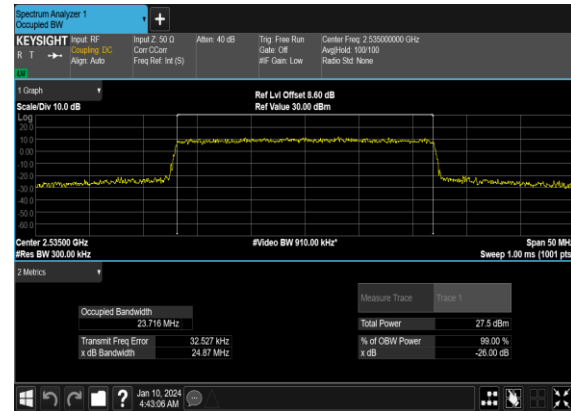 Spectrum Analyzer 1
Occupied BW
+
KEYSIGHT Input: RF Input Z: 50 Ω Atten: 40 dB Trig: Free Run Center Freq: 2.535000000 GHz
R T Coupling: DC Corr CCorr Gate: Off Avg|Hold: 100/100
Align: Auto Freq Ref: Int (S) #IF Gain: Low Radio Std: None
1 Graph
Ref Lvl Offset 8.60 dB
Scale/Div 10.0 dB Ref Value 30.00 dBm
Log
20.0
10.0
0.00
-10.0
-20.0
-30.0
-40.0
-50.0
-60.0
Center 2.53500 GHz #Video BW 910.00 kHz* Span 50 MHz
#Res BW 300.00 kHz Sweep 1.00 ms (1001 pts
2 Metrics
Measure Trace Trace 1
Occupied Bandwidth
23.716 MHz Total Power 27.5 dBm
Transmit Freq Error 32.527 kHz % of OBW Power 99.00 %
x dB Bandwidth 24.87 MHz x dB -26.00 dB
? Jan 10, 2024
4:43:06 AM